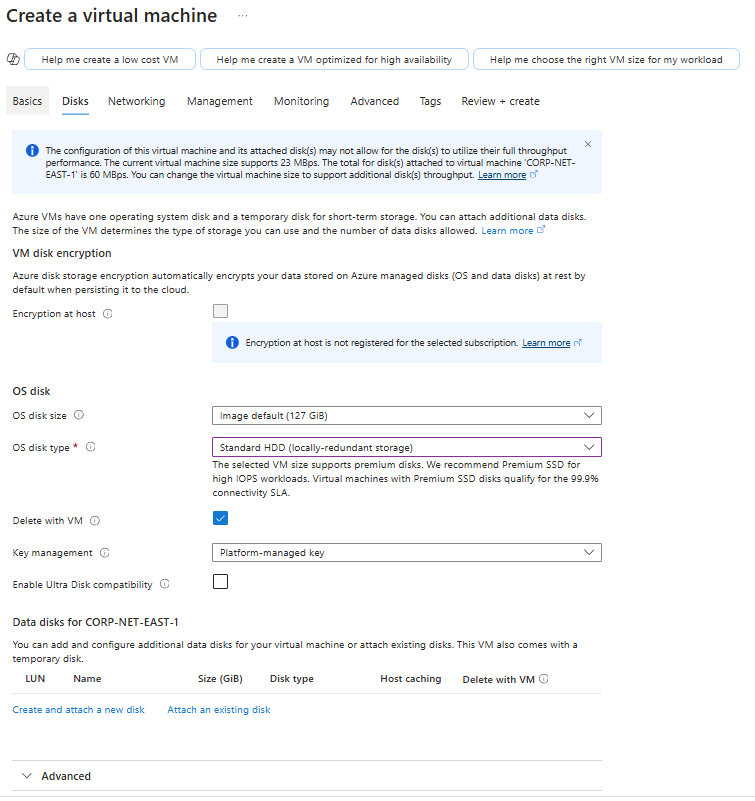 Create a virtual machine ...
Help me create a low cost VM Help me create a VM optimized for high availability Help me choose the right VM size for my workload
Basics Disks Networking Management Monitoring Advanced Tags Review + create
The configuration of this virtual machine and its attached disk(s) may not allow for the disk(s) to utilize their full throughput
performance. The current virtual machine size supports 23 MBps. The total for disk(s) attached to virtual machine 'CORP-NET-
EAST-1' is 60 MBps. You can change the virtual machine size to support additional disk(s) throughput. Learn more
Azure VMs have one operating system disk and a temporary disk for short-term storage. You can attach additional data disks.
The size of the VM determines the type of storage you can use and the number of data disks allowed. Learn more
VM disk encryption
Azure disk storage encryption automatically encrypts your data stored on Azure managed disks (OS and data disks) at rest by
default when persisting it to the cloud.
Encryption at host
Encryption at host is not registered for the selected subscription. Learn more
OS disk
OS disk size Image default (127 GiB)
OS disk type * Standard HDD (locally-redundant storage)
The selected VM size supports premium disks. We recommend Premium SSD for
high IOPS workloads. Virtual machines with Premium SSD disks qualify for the 99.9%
connectivity SLA.
Delete with VM
Key management Platform-managed key
Enable Ultra Disk compatibility
Data disks for CORP-NET-EAST-1
You can add and configure additional data disks for your virtual machine or attach existing disks. This VM also comes with a
temporary disk.
LUN Name Size (GiB) Disk type Host caching Delete with VM
Create and attach a new disk Attach an existing disk
Advanced